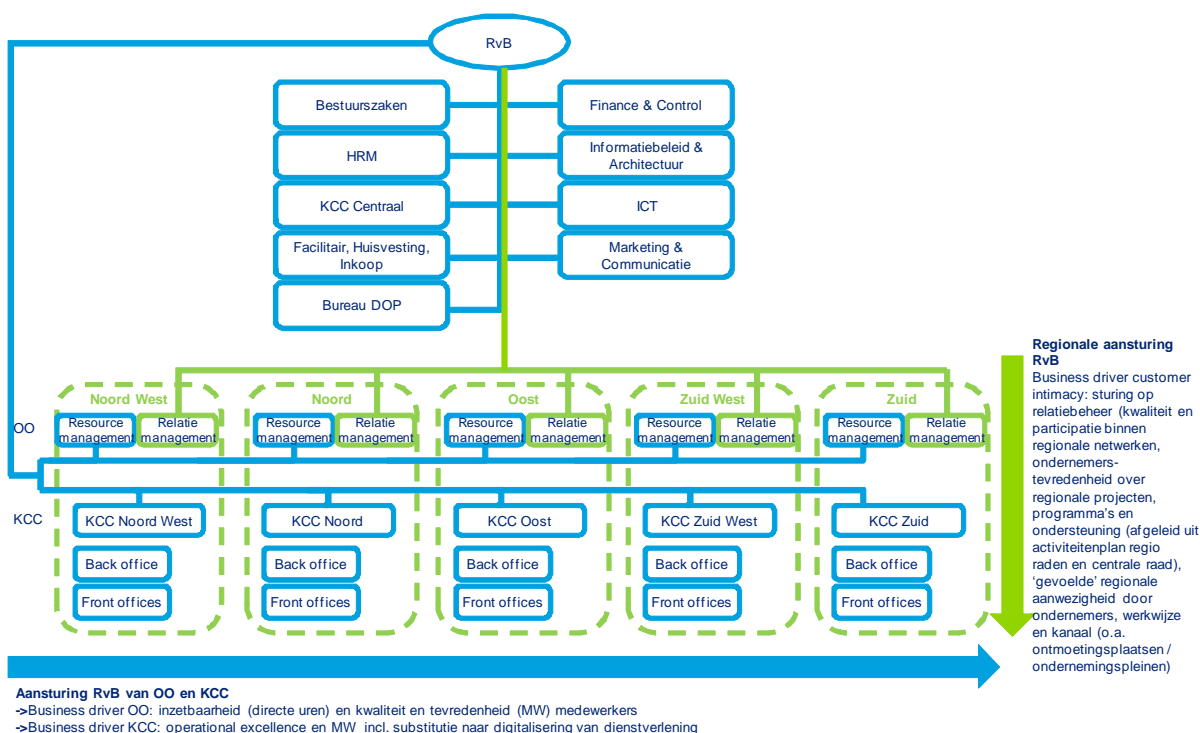 RvB
Bestuurszaken
Finance & Control
HRM
Informatiebeleid &
Architectuur
KCC Centraal
ICT
Facilitair, Huisvesting,
Inkoop
Marketing &
Communicatie
Bureau DOP
Noord West
Noord
Oost
Zuid West
Zuid
OO
Resource
management
Relatie
management
Resource
management
Relatie
management
Resource
management
Relatie
management
Resource
management
Relatie
management
Resource
management
Relatie
management
KCC
KCC Noord West
KCC Noord
KCC Oost
KCC Zuid West
KCC Zuid
Back office
Back office
Back office
Back office
Back office
Front offices
Front offices
Front offices
Front offices
Front offices
Regionale aansturing
RvB
Business driver customer
intimacy: sturing op
relatiebeheer (kwaliteit en
participatie binnen
regionale netwerken,
ondernemers-
tevredenheid over
regionale projecten,
programma's en
ondersteuning (afgeleid uit
activiteitenplan regio
raden en centrale raad),
‘gevoelde’ regionale
aanwezigheid door
ondernemers, werkwijze
en kanaal (o.a.
ontmoetingsplaatsen /
ondernemingspleinen)
Aansturing RvB van OO en KCC
->Business driver OO: inzetbaarheid (directe uren) en kwaliteit en tevredenheid (MW) medewerkers
->Business driver KCC: operational excellence en MW incl. substitutie naar digitalisering van dienstverlening